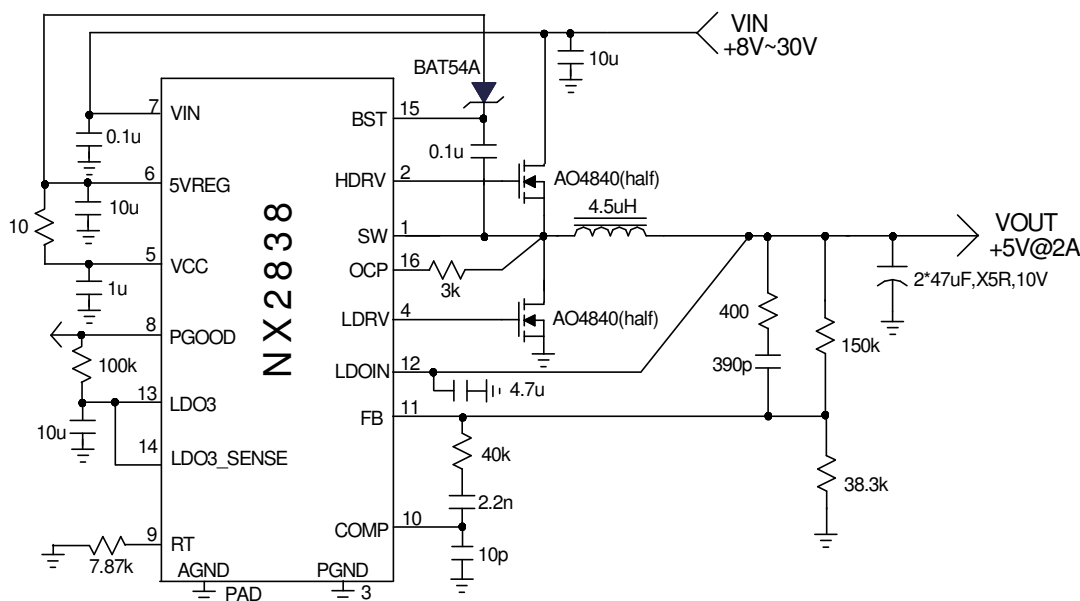 VIN
+8V~30V
10u
BAT54A
7
VIN
0.1u
15
BST
0.1u
6
5VREG
10u
2
HDRV
AO4840(half)
10
4.5uH
1
SW
VOUT
+5V@2A
5
VCC
1u
16
OCP
3k
2*47uF,X5R,10V
8
PGOOD
4
LDRV
AO4840(half)
400
150k
100k
NX2838
12
LDOIN
4.7u
390p
13
LDO3
10u
11
FB
14
LDO3_SENSE
40k
38.3k
2.2n
10
COMP
10p
9
RT
7.87k
AGND
PAD
PGND
3